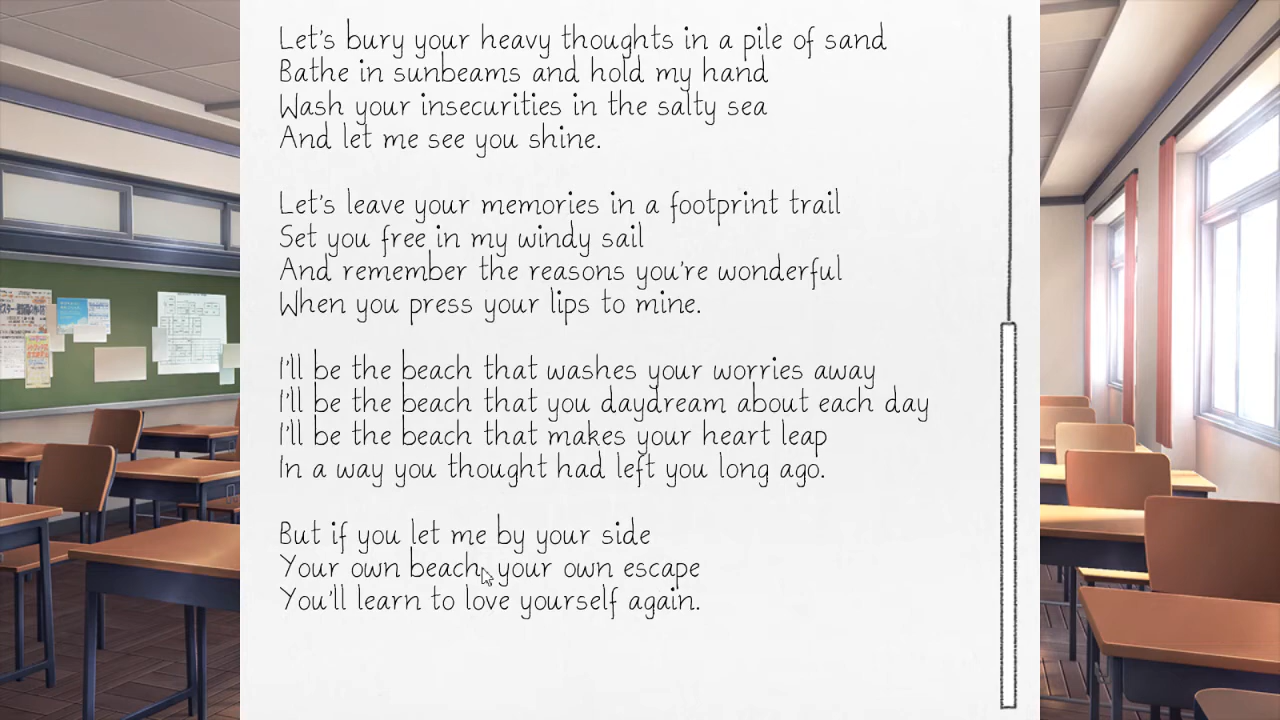 Let's bury your heavy thoughts in a pile of sand
Bathe in sunbeams and hold my hand
Wash your insecurities in the salty sea
And let me see you shine.
Let's leave your memories in a footprint trail
Set you free in my windy sail
And remember the reasons you're wonderful
When you press your lips to mine.
I'll be the beach that washes your worries away
I'll be the beach that you daydream about each day
I'll be the beach that makes your heart leap
In a way you thought had left you long ago.
But if you let me by your side
Your own beach, your own escape
You'll learn to love yourself again.